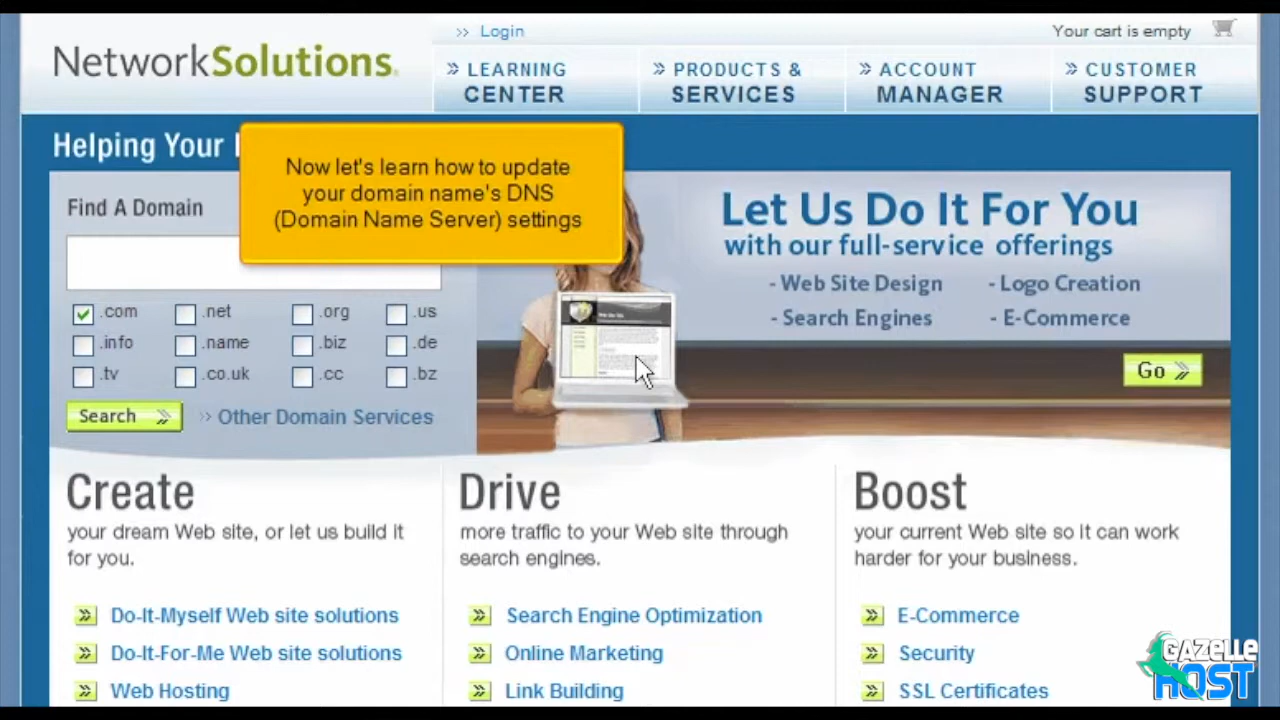 >> Login
Your cart is empty
NetworkSolutions
>> LEARNING CENTER
>> PRODUCTS & SERVICES
>> ACCOUNT MANAGER
>> CUSTOMER SUPPORT
Helping Your
Now let's learn how to update
your domain name's DNS
(Domain Name Server) settings
Find A Domain
.com
.net
.org
.us
.info
.name
.biz
.de
.tv
.co.uk
.cc
.bz
Search >>
>> Other Domain Services
Let Us Do It For You
with our full-service offerings
- Web Site Design
- Logo Creation
- Search Engines
- E-Commerce
Go >>
Create
your dream Web site, or let us build it
for you.
>> Do-It-Myself Web site solutions
>> Do-It-For-Me Web site solutions
>> Web Hosting
Drive
more traffic to your Web site through
search engines.
>> Search Engine Optimization
>> Online Marketing
>> Link Building
Boost
your current Web site so it can work
harder for your business.
>> E-Commerce
>> Security
>> SSL Certificates
GAZELLE
HOST